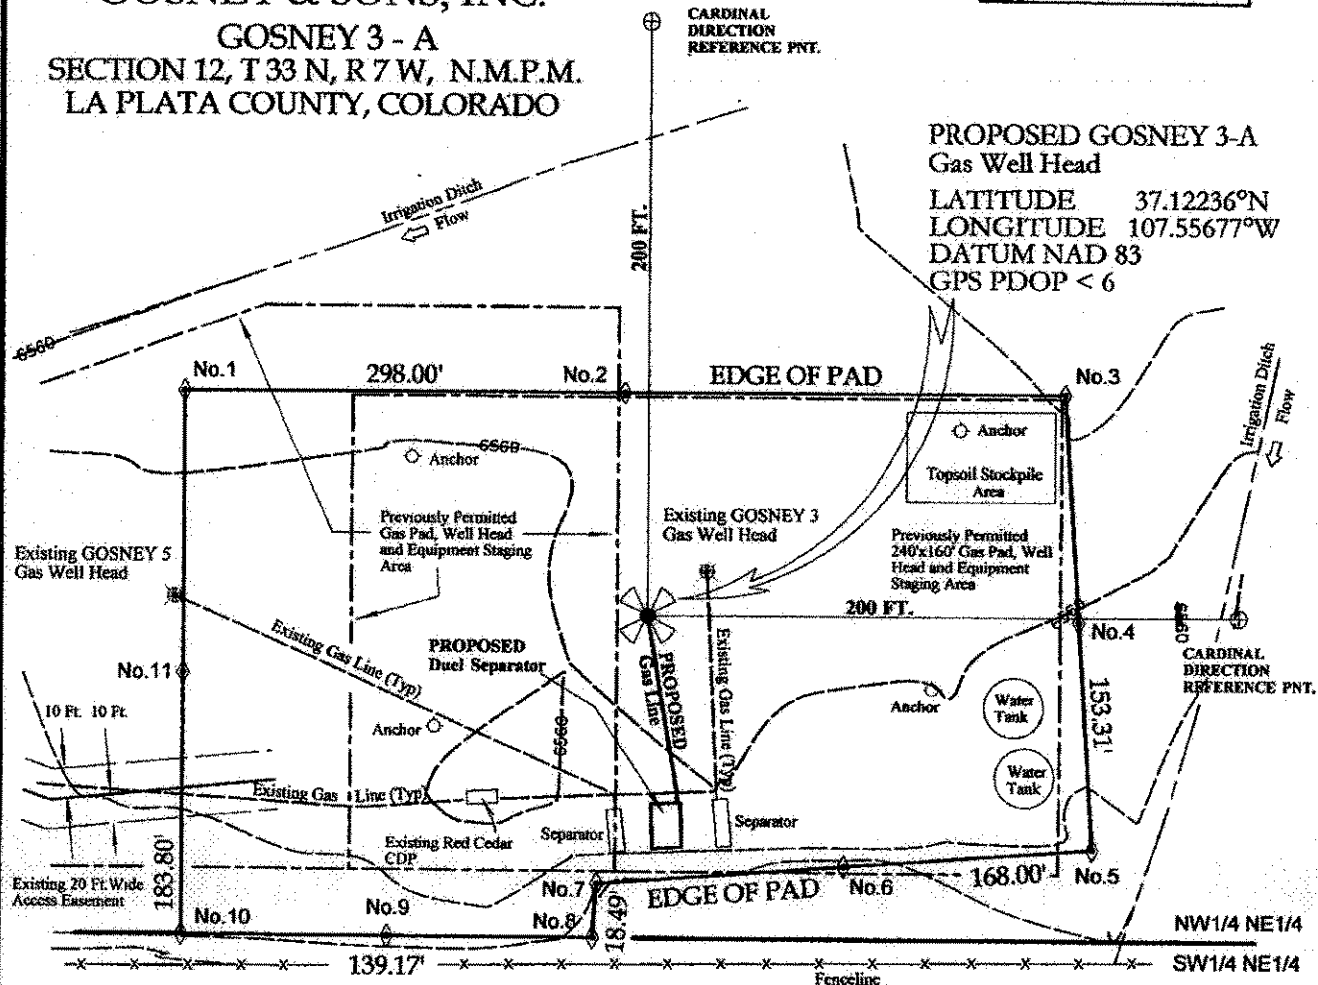 GOSNEY & SONS, INC.
GOSNEY 3 - A
SECTION 12, T 33 N, R 7 W, N.M.P.M.
LA PLATA COUNTY, COLORADO
CARDINAL
DIRECTION
REFERENCE PNT.
PROPOSED GOSNEY 3-A
Gas Well Head
LATITUDE 37.12236°N
LONGITUDE 107.55677°W
DATUM NAD 83
GPS PDOP < 6
Irrigation Ditch
Flow
200 FT.
6560
No.1
298.00'
No.2
EDGE OF PAD
No.3
Irrigation Ditch
Flow
Anchor
6560
Anchor
Topsoil Stockpile
Area
Previously Permitted
Gas Pad, Well Head
and Equipment Staging
Area
Existing GOSNEY 3
Gas Well Head
Previously Permitted
240'x160' Gas Pad, Well
Head and Equipment
Staging Area
Existing GOSNEY 5
Gas Well Head
200 FT.
6560
No.4
CARDINAL
DIRECTION
REFERENCE PNT.
Existing Gas Line (Typ)
PROPOSED
Duel Separator
PROPOSED
Gas Line
Existing Gas Line (Typ)
No.11
10 Ft. 10 Ft.
Anchor
6560
Anchor
Water
Tank
153.31'
Water
Tank
Existing Gas Line (Typ)
Existing Red Cedar
CDP
Separator
Separator
183.80'
Existing 20 Ft. Wide
Access Easement
No.7
EDGE OF PAD
No.6
168.00'
No.5
No.10
No.9
No.8
18.49'
NW1/4 NE1/4
139.17'
Fenceline
SW1/4 NE1/4